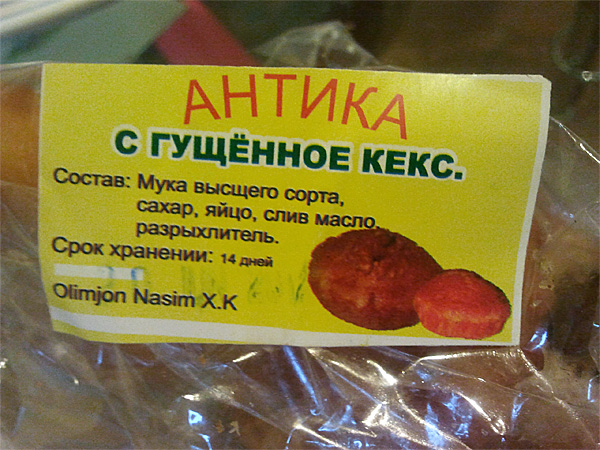 АНТИКА
С ГУЩЁННОЕ КЕКС.
Состав: Мука высщего сорта,
сахар, яйцо, слив масло,
разрыхлитель.
Срок хранении: 14 дней
Olimjon Nasim X.K